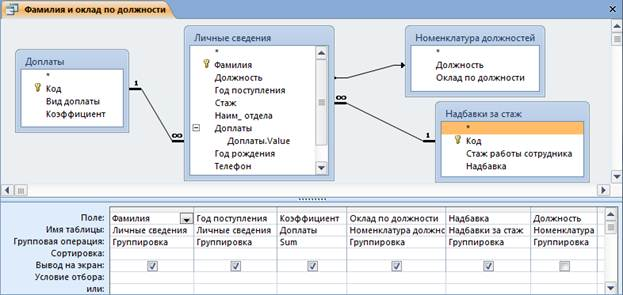 Фамилия и оклад по должности
Доплаты
*
Код
Вид доплаты
Коэффициент
1
∞
Личные сведения
*
Фамилия
Должность
Год поступления
Стаж
Наим_ отдела
Доплаты
Доплаты.Value
Год рождения
Телефон
∞
1
Номенклатура должностей
*
Должность
Оклад по должности
Надбавки за стаж
*
Код
Стаж работы сотрудника
Надбавка
Поле: Фамилия Год поступления Коэффициент Оклад по должности Надбавка Должность
Имя таблицы: Личные сведения Личные сведения Доплаты Номенклатура должно Надбавки за стаж Номенклатура
Групповая операция: Группировка Группировка Sum Группировка Группировка Группировка
Сортировка:
Вывод на экран:
Условие отбора:
или: